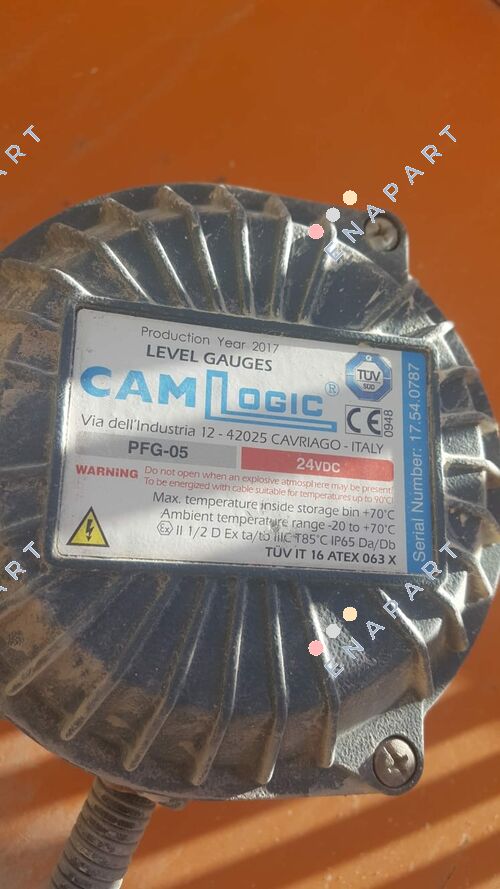 Production Year 2017
LEVEL GAUGES
CAMLOGIC ®
TÜV
SÜD
CE 0948
Via dell'Industria 12 - 42025 CAVRIAGO - ITALY
PFG-05 24VDC
WARNING Do not open when an explosive atmosphere may be present
To be energized with cable suitable for temperatures up to 90°C!
Max. temperature inside storage bin +70°C
Ambient temperature range -20 to +70°C
Ex II 1/2 D Ex ta/tb IIIC T85°C IP65 Da/Db
TÜV IT 16 ATEX 063 X
Serial Number: 17.54.0787
ENAPART
ENAPART
PART
PART